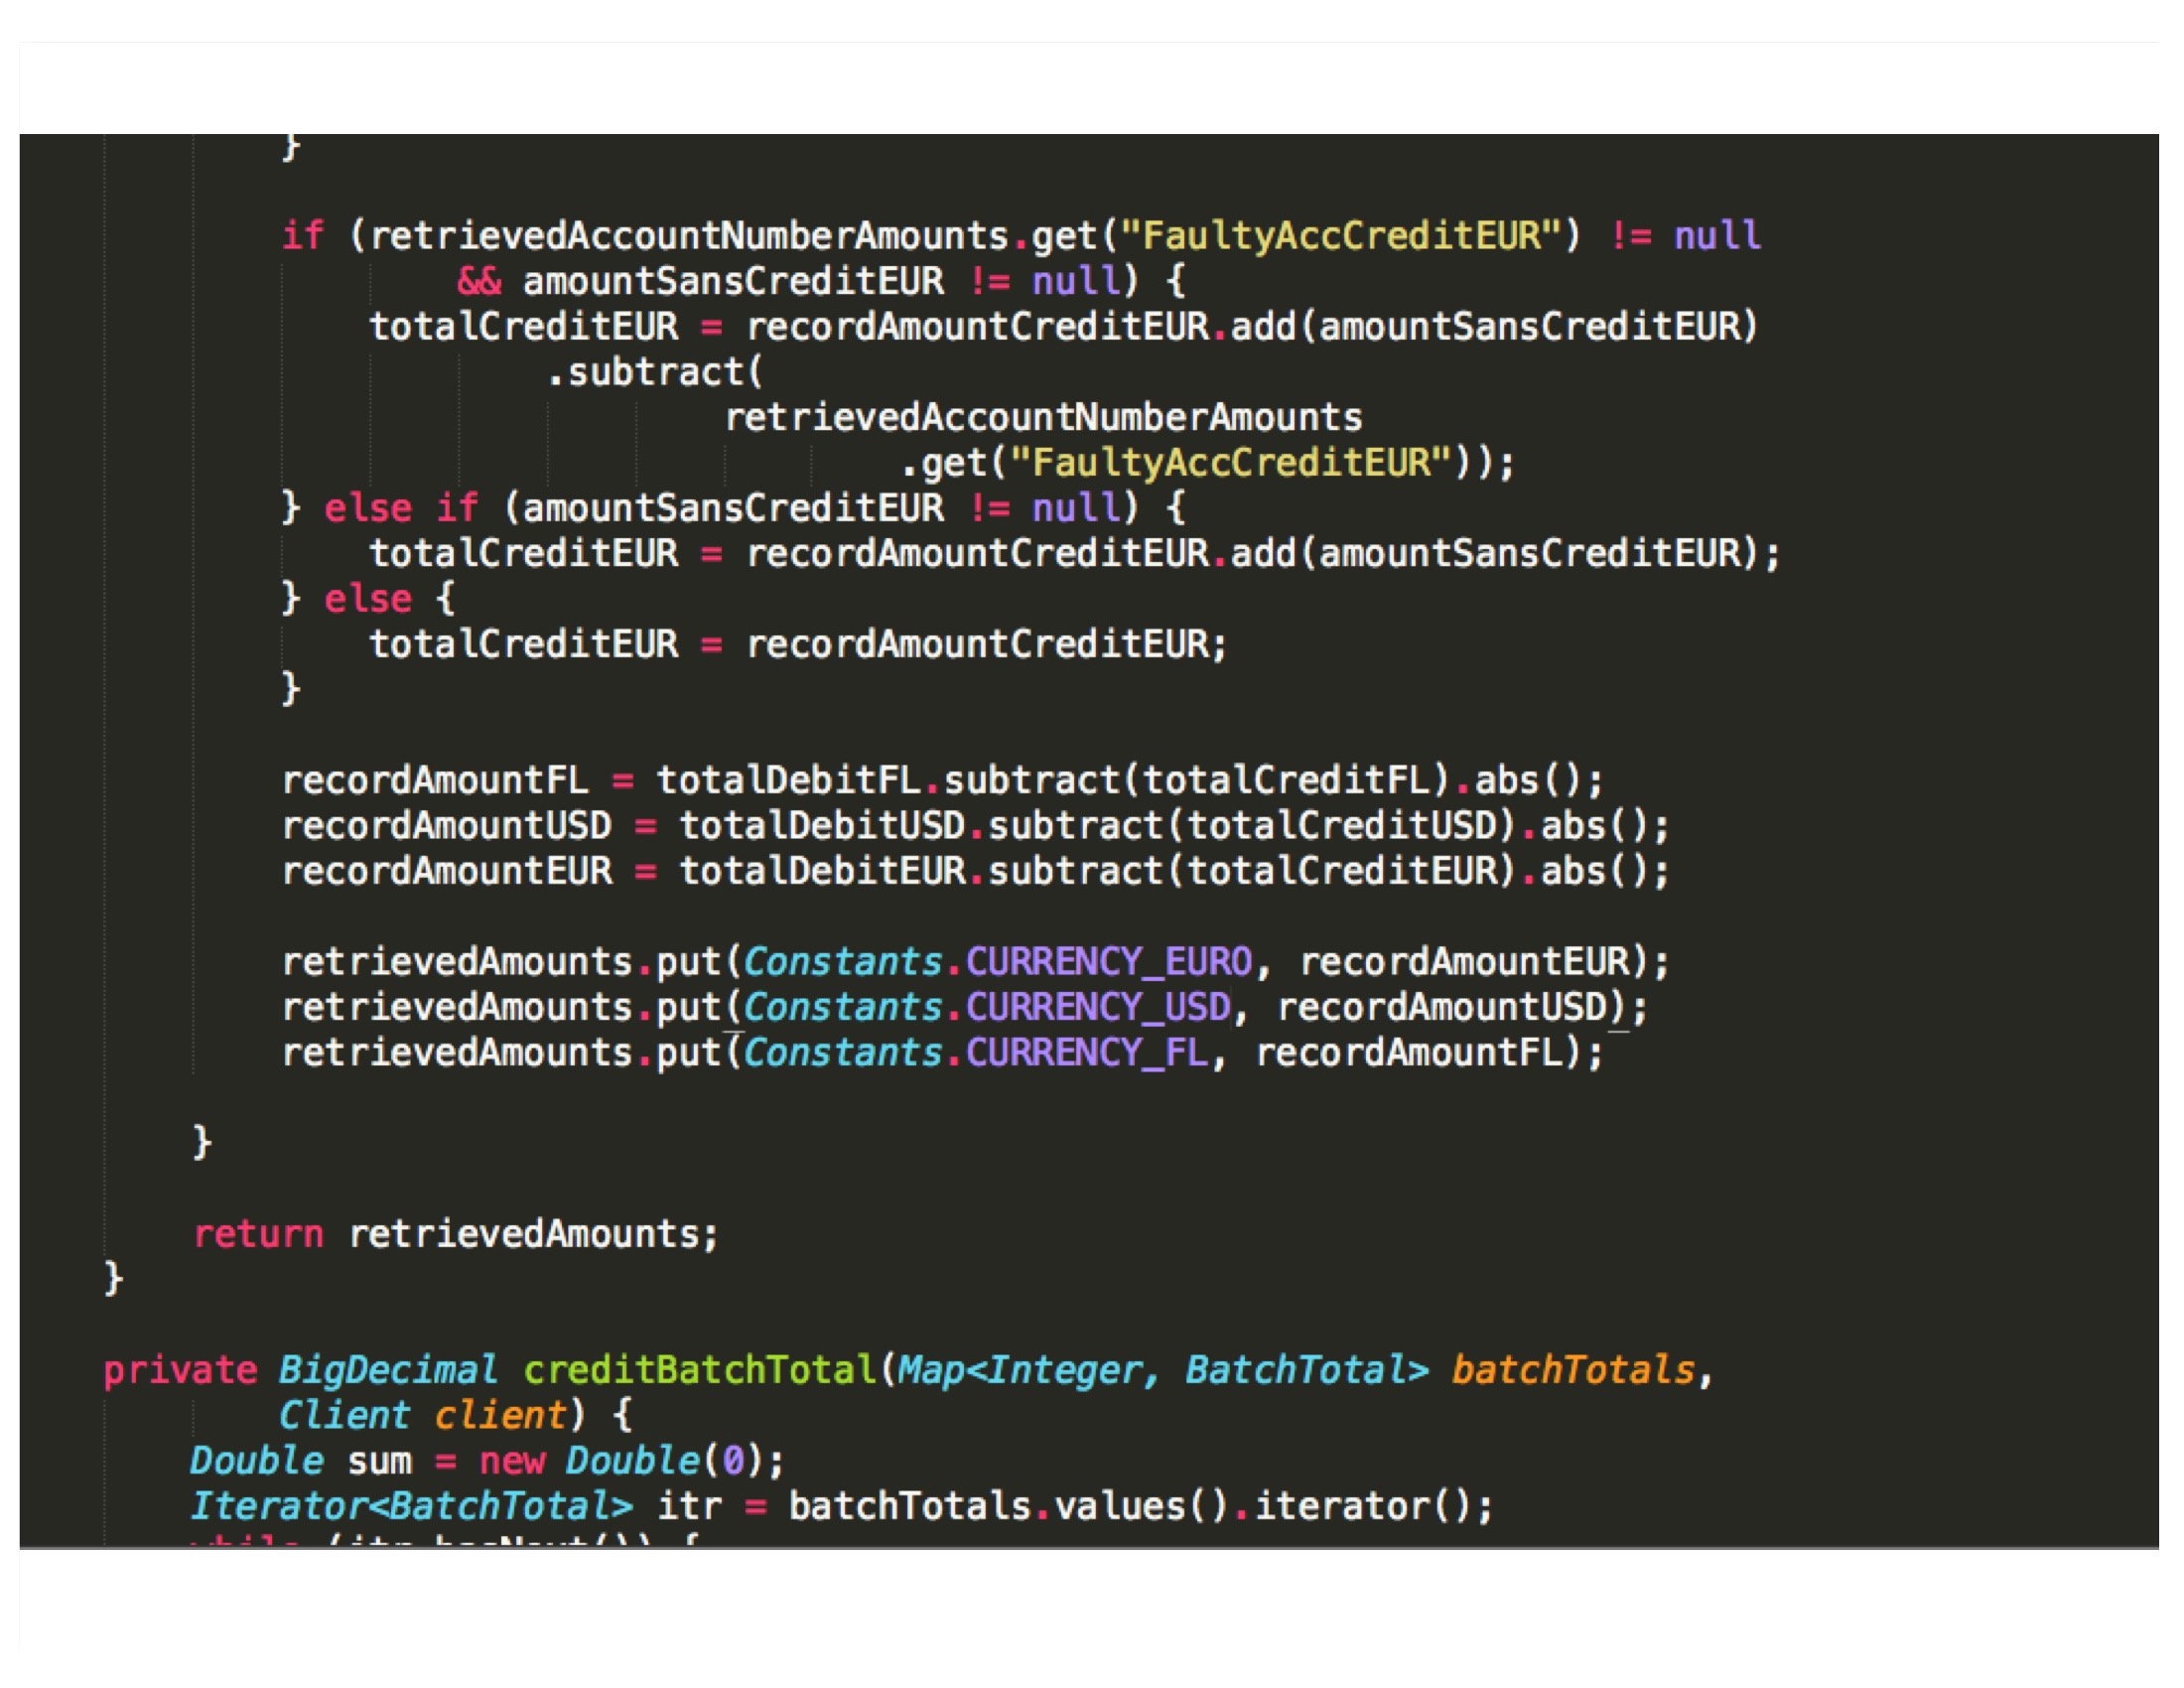 }
if (retrievedAccountNumberAmounts.get("FaultyAccCreditEUR") != null
&& amountSansCreditEUR != null) {
totalCreditEUR = recordAmountCreditEUR.add(amountSansCreditEUR)
.subtract(
retrievedAccountNumberAmounts
.get("FaultyAccCreditEUR"));
} else if (amountSansCreditEUR != null) {
totalCreditEUR = recordAmountCreditEUR.add(amountSansCreditEUR);
} else {
totalCreditEUR = recordAmountCreditEUR;
}
recordAmountFL = totalDebitFL.subtract(totalCreditFL).abs();
recordAmountUSD = totalDebitUSD.subtract(totalCreditUSD).abs();
recordAmountEUR = totalDebitEUR.subtract(totalCreditEUR).abs();
retrievedAmounts.put(Constants.CURRENCY_EURO, recordAmountEUR);
retrievedAmounts.put(Constants.CURRENCY_USD, recordAmountUSD);
retrievedAmounts.put(Constants.CURRENCY_FL, recordAmountFL);
}
return retrievedAmounts;
}
private BigDecimal creditBatchTotal(Map<Integer, BatchTotal> batchTotals,
Client client) {
Double sum = new Double(0);
Iterator<BatchTotal> itr = batchTotals.values().iterator();
while (itr.hasNext()) {